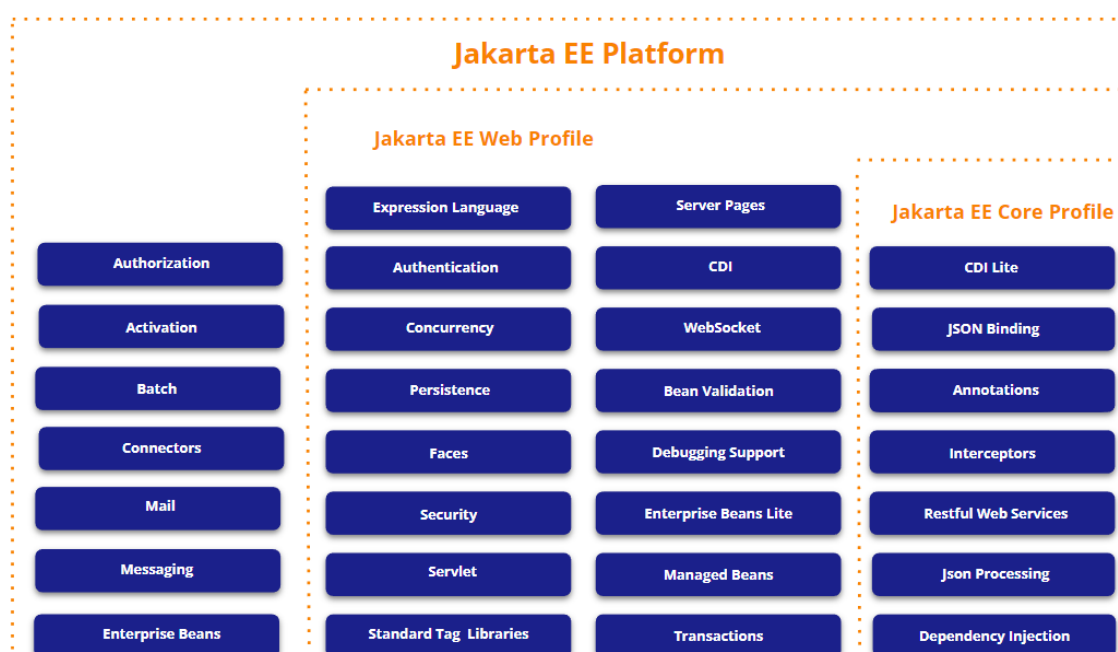 Jakarta EE Platform
Jakarta EE Web Profile
Jakarta EE Core Profile
Authorization
Activation
Batch
Connectors
Mail
Messaging
Enterprise Beans
Expression Language
Authentication
Concurrency
Persistence
Faces
Security
Servlet
Standard Tag Libraries
Server Pages
CDI
WebSocket
Bean Validation
Debugging Support
Enterprise Beans Lite
Managed Beans
Transactions
CDI Lite
JSON Binding
Annotations
Interceptors
Restful Web Services
Json Processing
Dependency Injection